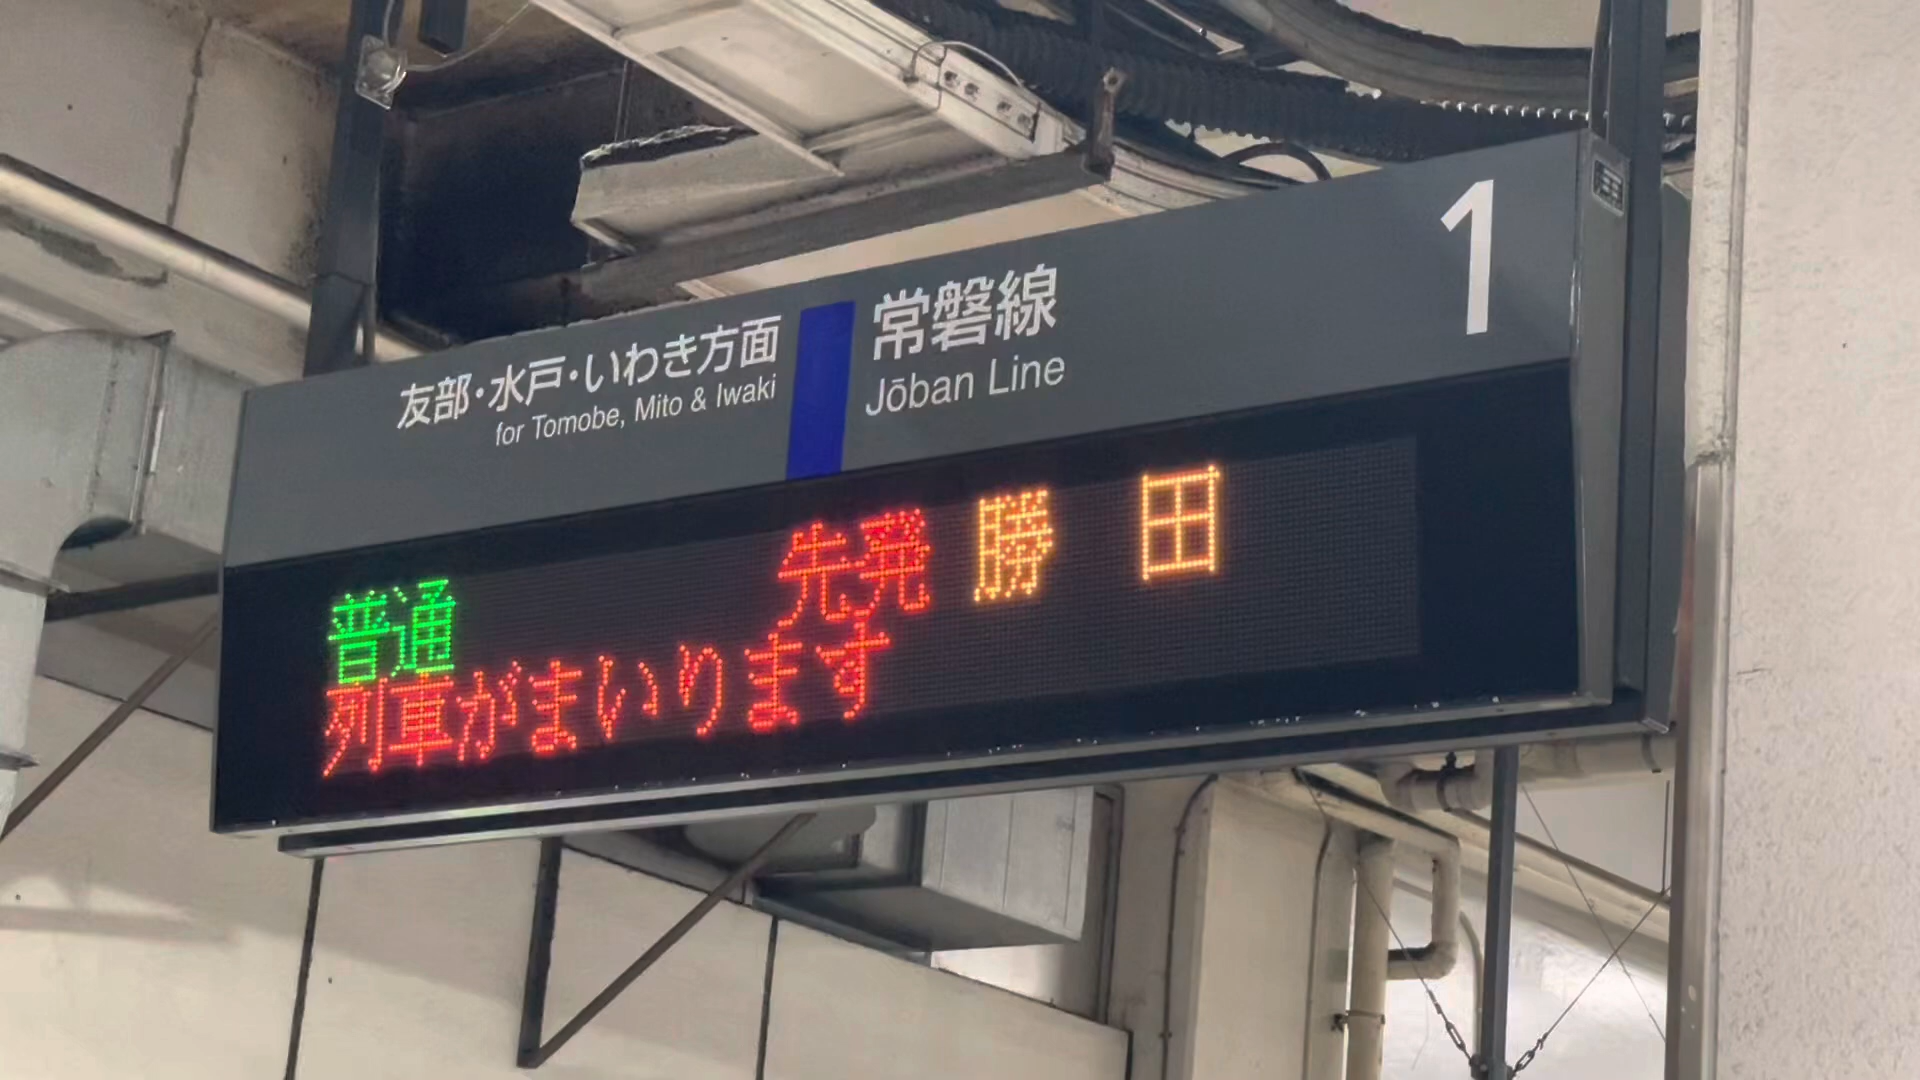 友部・水戸・いわき方面
for Tomobe, Mito & Iwaki
常磐線
Jōban Line
1
普通 先発 勝田
列車がまいります